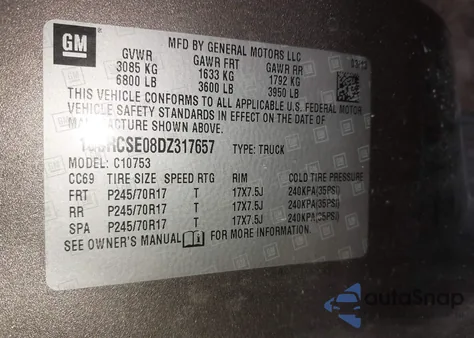 GM
MFD BY GENERAL MOTORS LLC
GVWR GAWR FRT GAWR RR
3085 KG 1633 KG 1792 KG
6800 LB 3600 LB 3950 LB
THIS VEHICLE CONFORMS TO ALL APPLICABLE U.S. FEDERAL MOTOR
VEHICLE SAFETY STANDARDS IN EFFECT ON THE DATE OF
MANUFACTURE SHOWN ABOVE.
TYPE: TRUCK
MODEL: C10753
CC69 TIRE SIZE SPEED RTG RIM COLD TIRE PRESSURE
FRT P245/70R17 T 17X7.5J 240KPA(35PSI)
RR P245/70R17 T 17X7.5J 240KPA(35PSI)
SPA P245/70R17 T 17X7.5J 240KPA(35PSI)
SEE OWNER'S MANUAL FOR MORE INFORMATION.
autoSnap